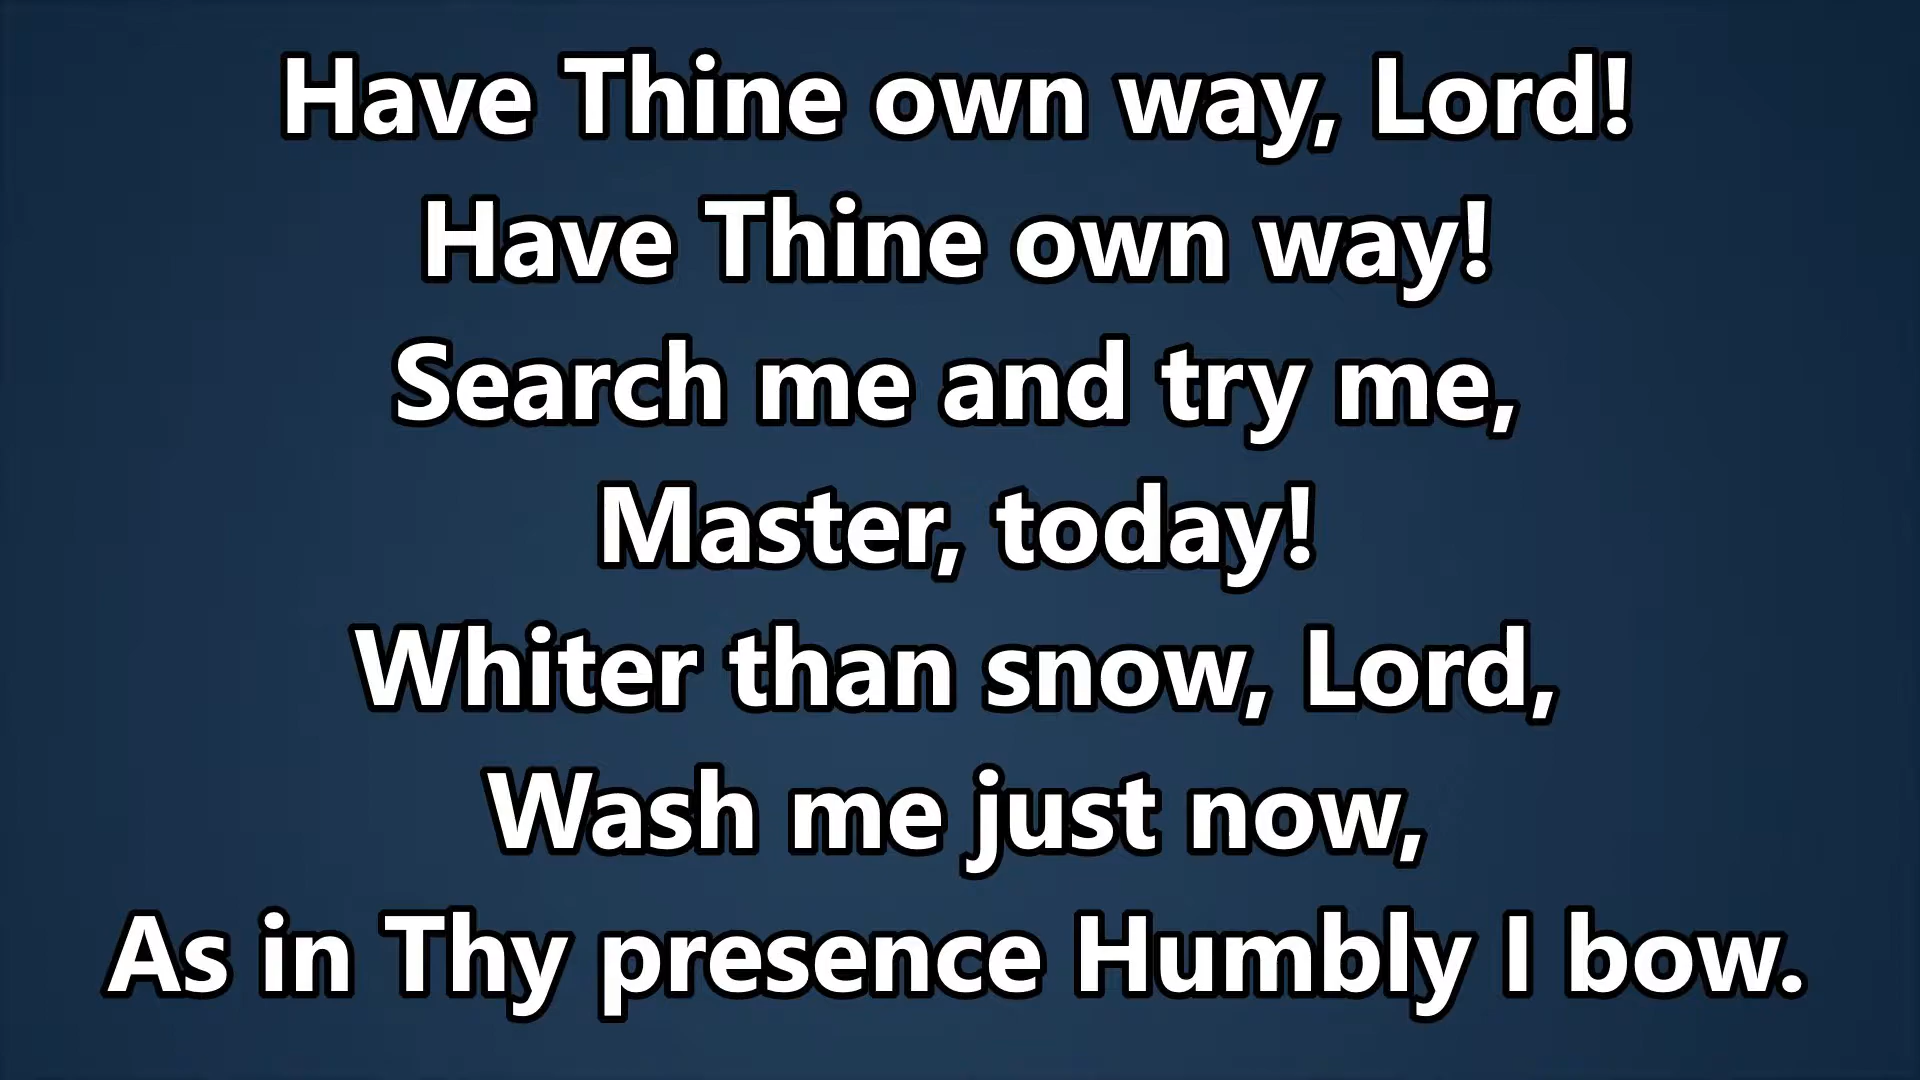 Have Thine own way, Lord!
Have Thine own way!
Search me and try me,
Master, today!
Whiter than snow, Lord,
Wash me just now,
As in Thy presence Humbly I bow.